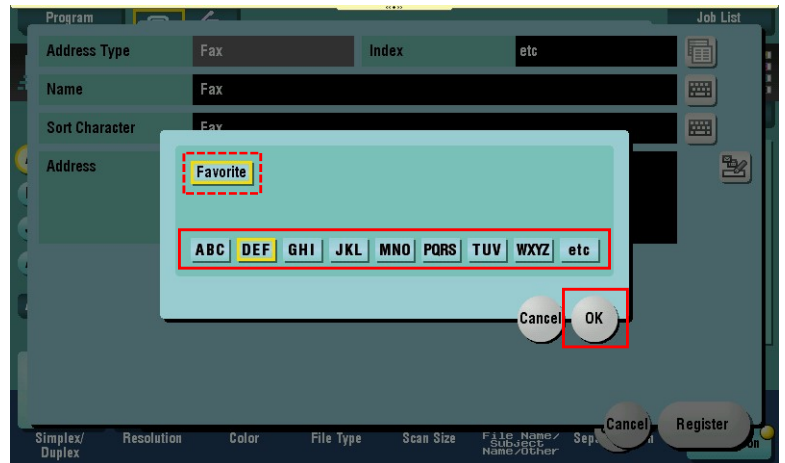 Program
Job List
Address Type
Fax
Index
etc
Name
Fax
Sort Character
Fax
Address
Favorite
ABC DEF GHI JKL MNO PQRS TUV WXYZ etc
Cancel
OK
Cancel
Register
Simplex/
Duplex
Resolution
Color
File Type
Scan Size
File Name/
Subject
Name/Other